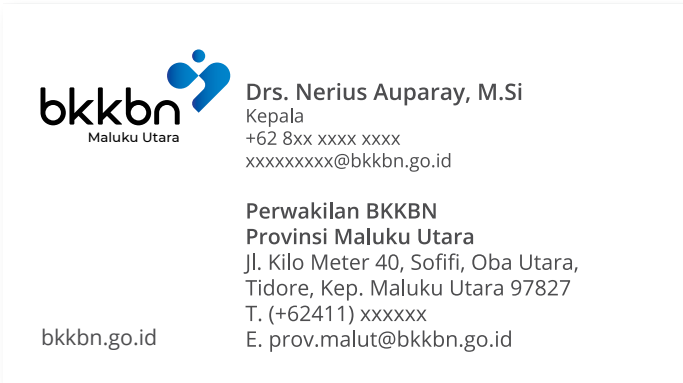 bkkbn
Maluku Utara
Drs. Nerius Auparay, M.Si
Kepala
+62 8xx xxxx xxxx
xxxxxxxxx@bkkbn.go.id
Perwakilan BKKBN
Provinsi Maluku Utara
Jl. Kilo Meter 40, Sofifi, Oba Utara,
Tidore, Kep. Maluku Utara 97827
T. (+62411) xxxxxx
E. prov.malut@bkkbn.go.id
bkkbn.go.id